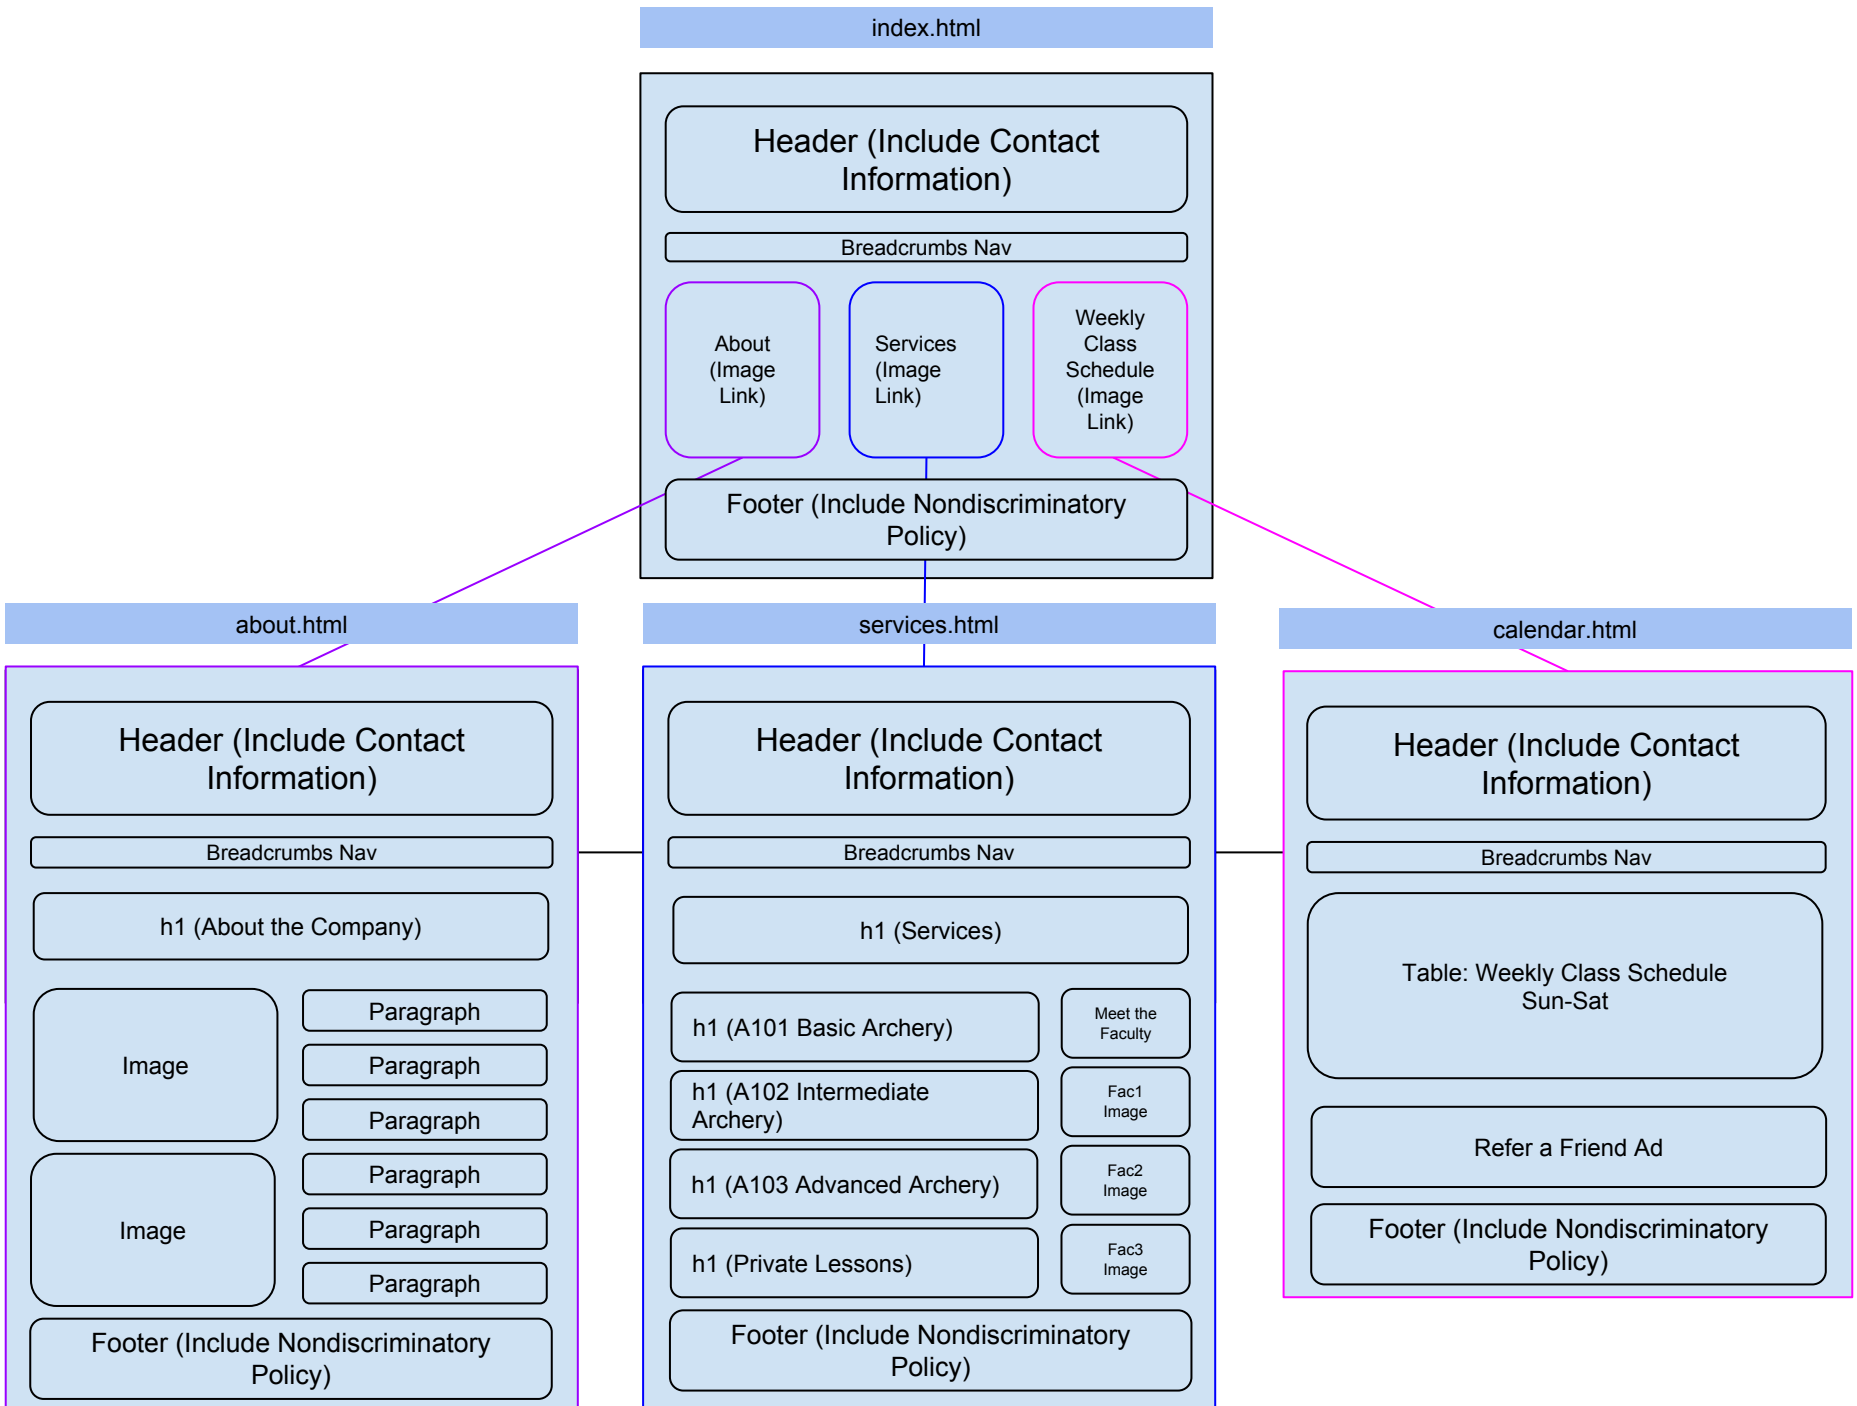 index.html
Header (Include Contact
Information)
Breadcrumbs Nav
About
(Image
Link)
Services
(Image
Link)
Weekly
Class
Schedule
(Image
Link)
Footer (Include Nondiscriminatory
Policy)
about.html
Header (Include Contact
Information)
Breadcrumbs Nav
h1 (About the Company)
Image
Image
Paragraph
Paragraph
Paragraph
Paragraph
Paragraph
Paragraph
Footer (Include Nondiscriminatory
Policy)
services.html
Header (Include Contact
Information)
Breadcrumbs Nav
h1 (Services)
h1 (A101 Basic Archery)
Meet the
Faculty
h1 (A102 Intermediate
Archery)
Fac1
Image
h1 (A103 Advanced Archery)
Fac2
Image
h1 (Private Lessons)
Fac3
Image
Footer (Include Nondiscriminatory
Policy)
calendar.html
Header (Include Contact
Information)
Breadcrumbs Nav
Table: Weekly Class Schedule
Sun-Sat
Refer a Friend Ad
Footer (Include Nondiscriminatory
Policy)